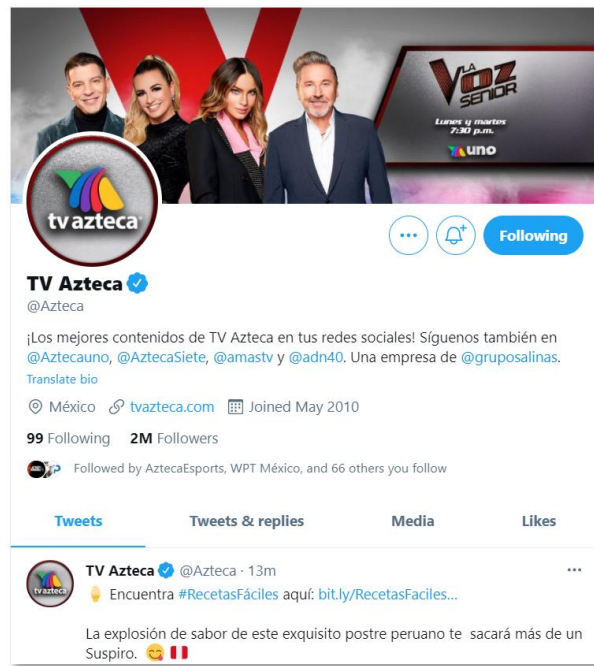 LA
VOZ
SENIOR
Lunes y martes
7:30 p.m.
uno
tv azteca
Following
TV Azteca
@Azteca
¡Los mejores contenidos de TV Azteca en tus redes sociales! Síguenos también en
@Aztecauno, @AztecaSiete, @amastv y @adn40. Una empresa de @gruposalinas.
Translate bio
México tvazteca.com Joined May 2010
99 Following 2M Followers
Followed by AztecaEsports, WPT México, and 66 others you follow
Tweets Tweets & replies Media Likes
TV Azteca @Azteca · 13m
tv azteca
Encuentra #RecetasFáciles aquí: bit.ly/RecetasFaciles...
La explosión de sabor de este exquisito postre peruano te sacará más de un
Suspiro.